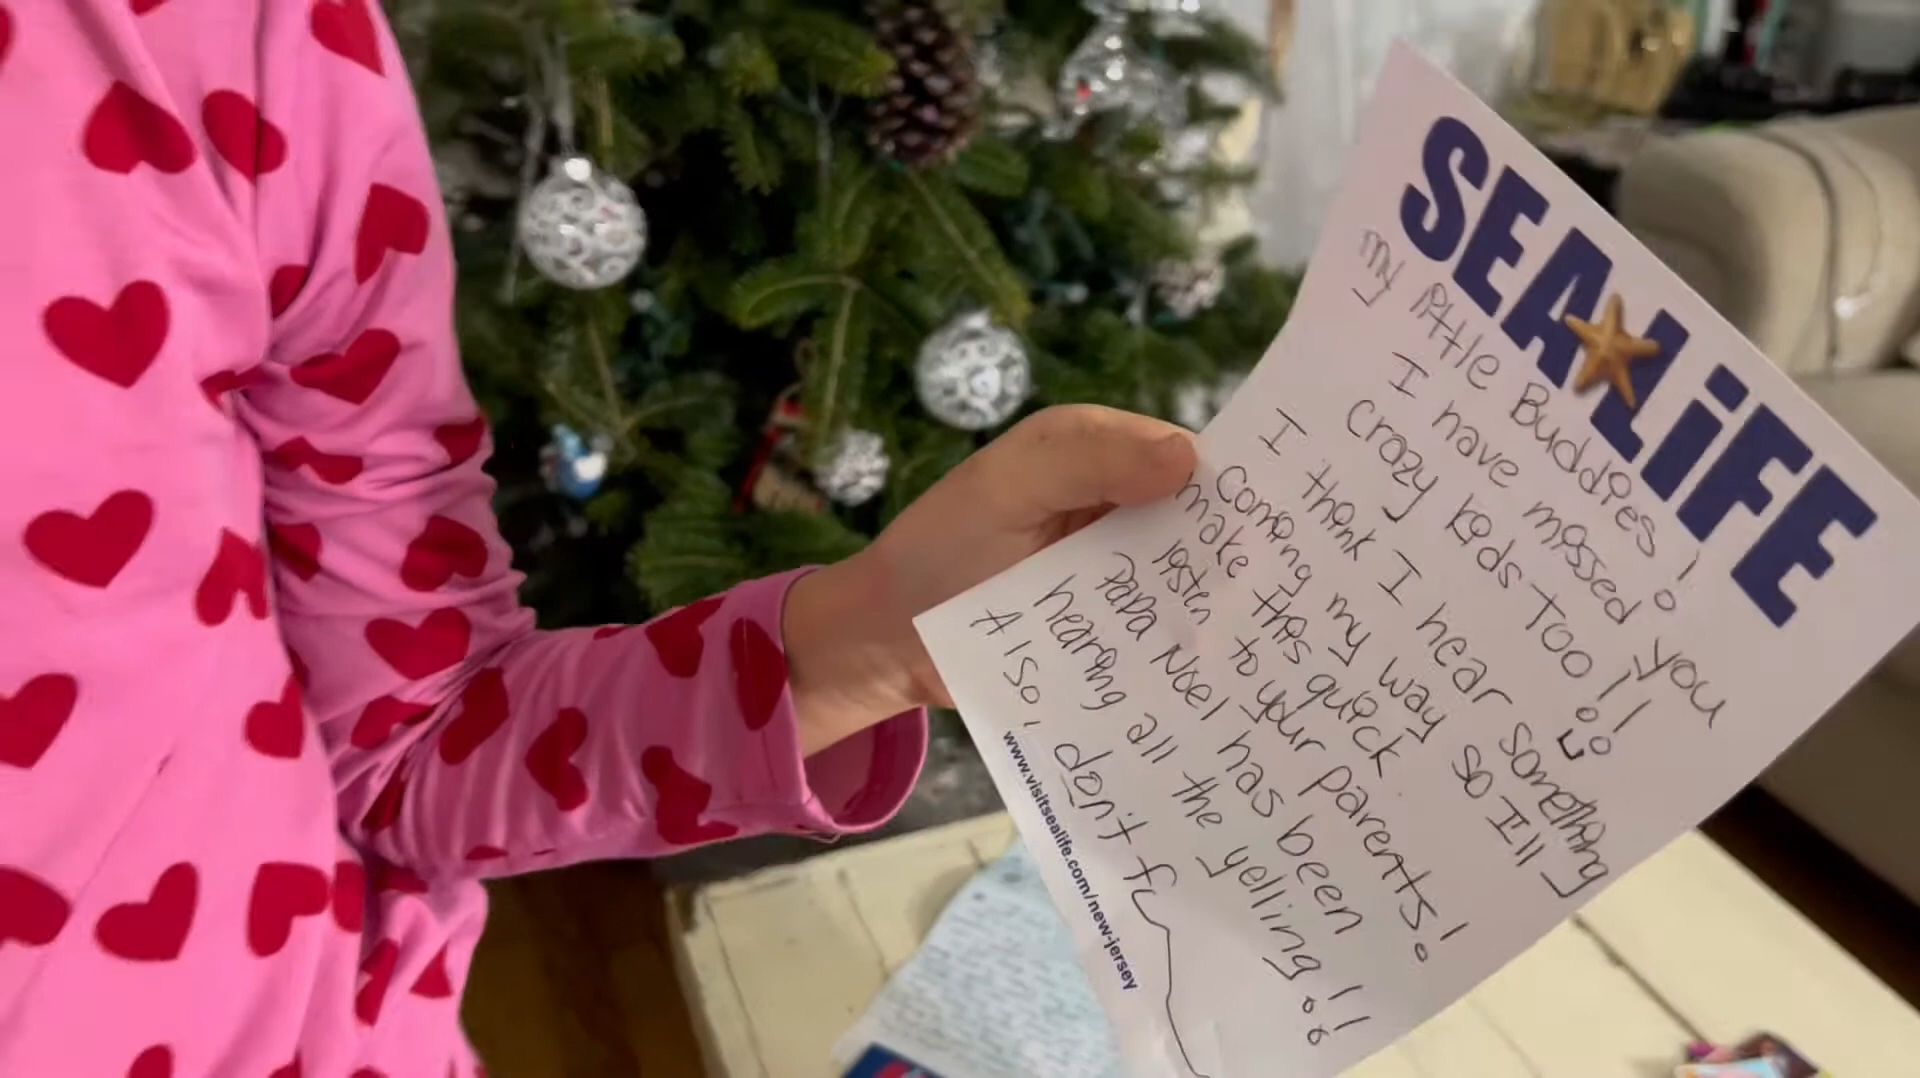 SEA LiFE
My little Buddies!
I have missed you
crazy kids Too!!
I think I hear something
coming my way so I'll
make this quick.
listen to your parents!
Papa Noel has been
hearing all the yelling!!
Also, don't fu
www.visitsealife.com/new-jersey